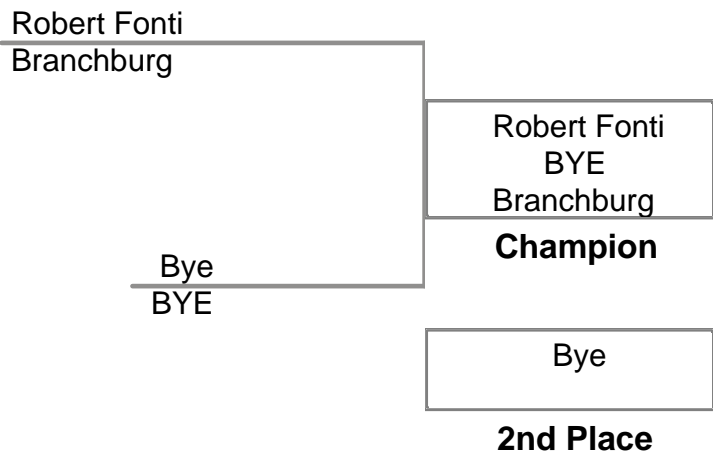 Robert Fonti
Branchburg
Robert Fonti
BYE
Branchburg
Champion
Bye
BYE
Bye
2nd Place